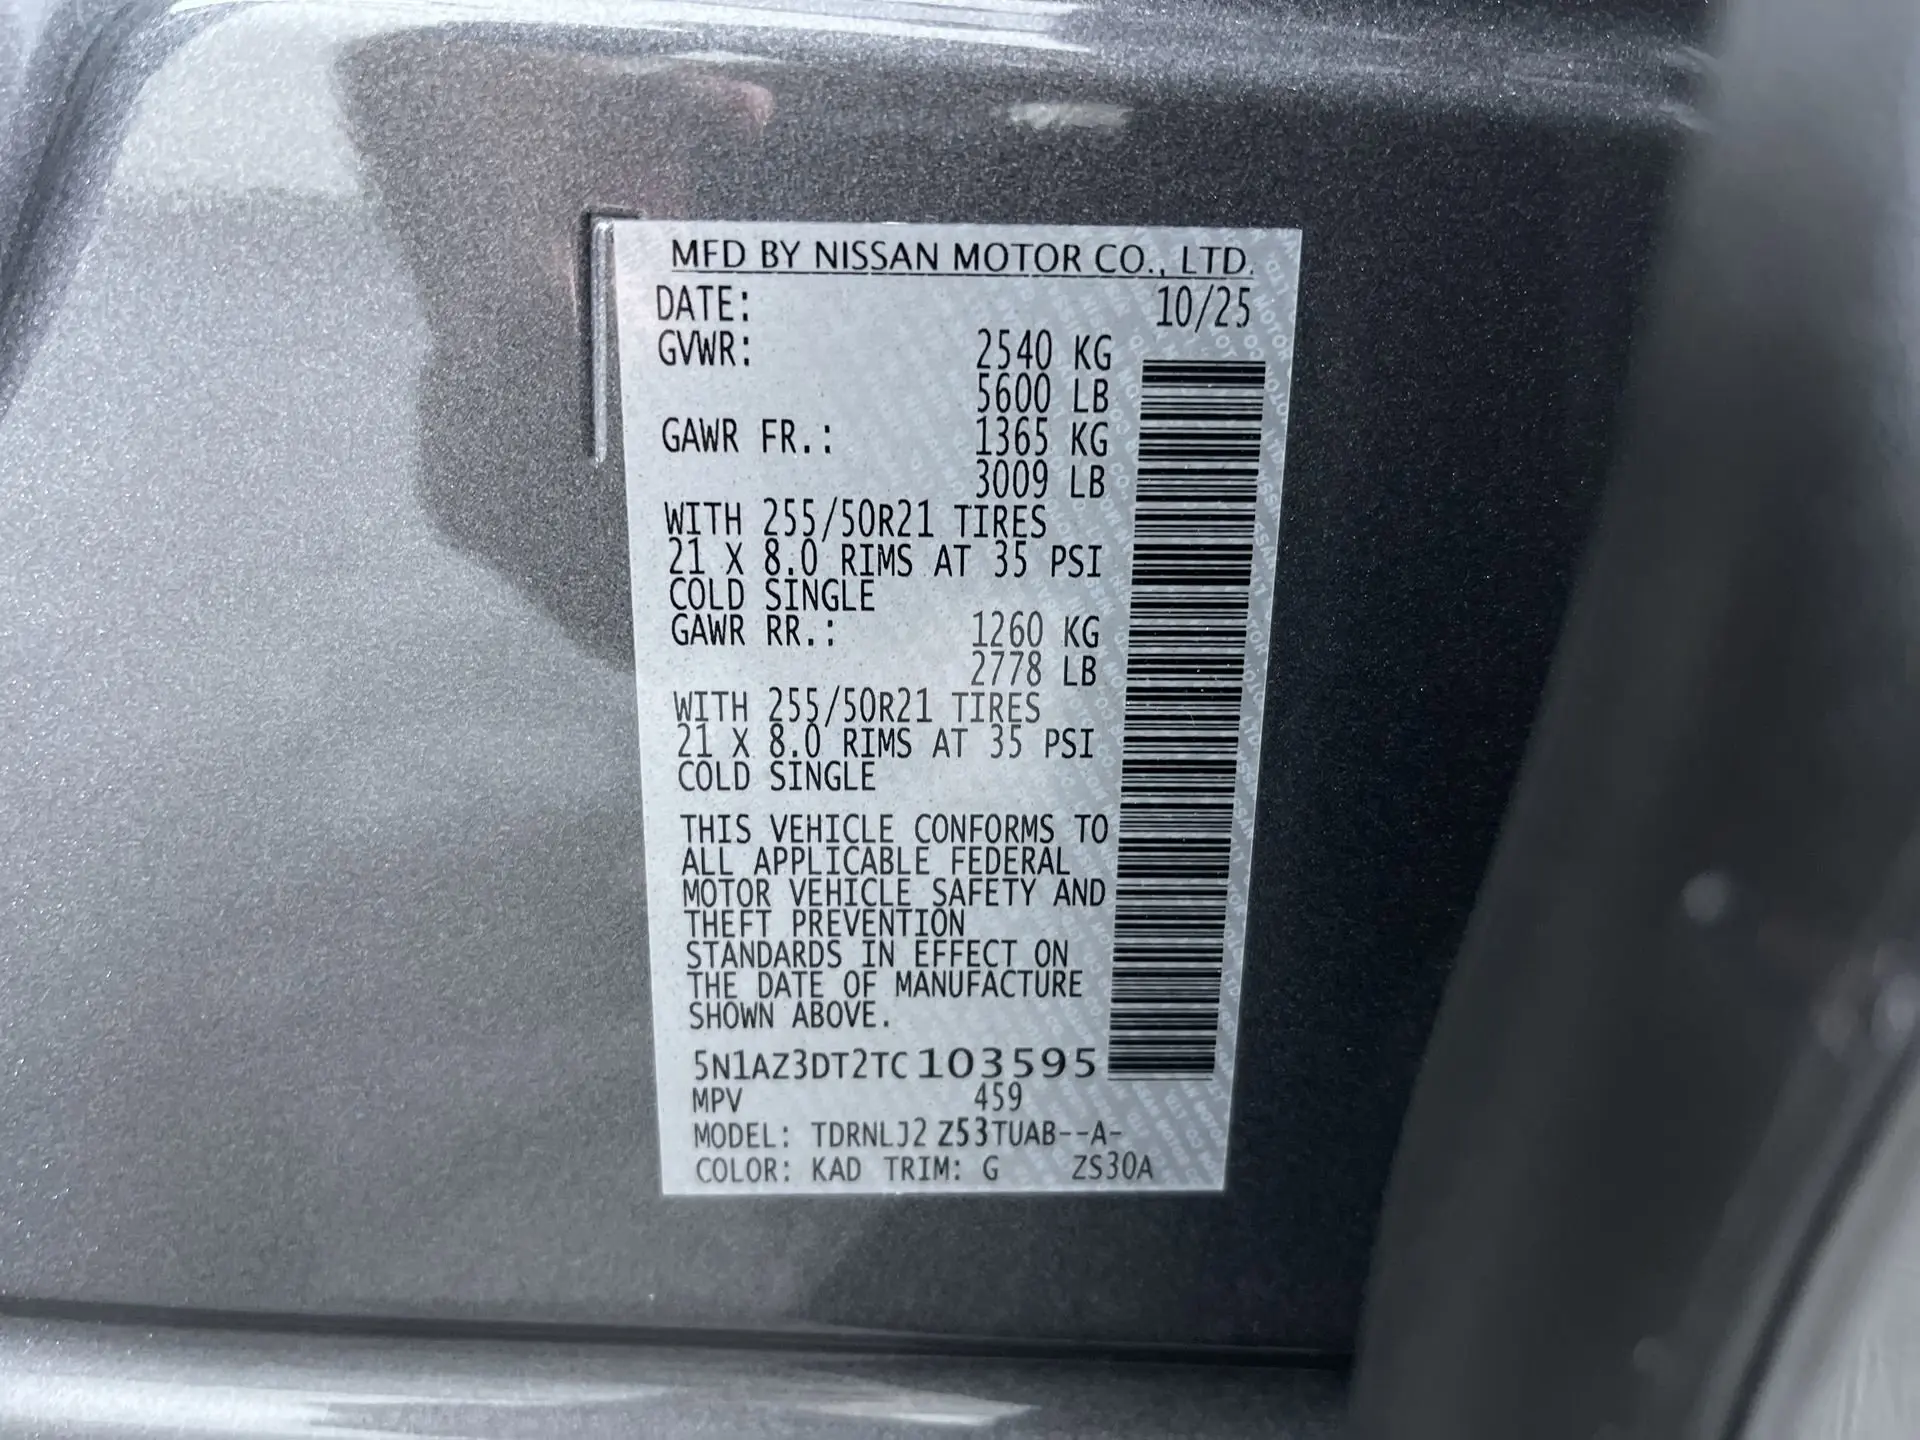 MFD BY NISSAN MOTOR CO., LTD.
DATE: 10/25
GVWR: 2540 KG
5600 LB
GAWR FR.: 1365 KG
3009 LB
WITH 255/50R21 TIRES
21 X 8.0 RIMS AT 35 PSI
COLD SINGLE
GAWR RR.: 1260 KG
2778 LB
WITH 255/50R21 TIRES
21 X 8.0 RIMS AT 35 PSI
COLD SINGLE
THIS VEHICLE CONFORMS TO
ALL APPLICABLE FEDERAL
MOTOR VEHICLE SAFETY AND
THEFT PREVENTION
STANDARDS IN EFFECT ON
THE DATE OF MANUFACTURE
SHOWN ABOVE.
5N1AZ3DT2TC103595
MPV 459
MODEL: TDRNLJ2 Z53TUAB--A-
COLOR: KAD TRIM: G ZS30A